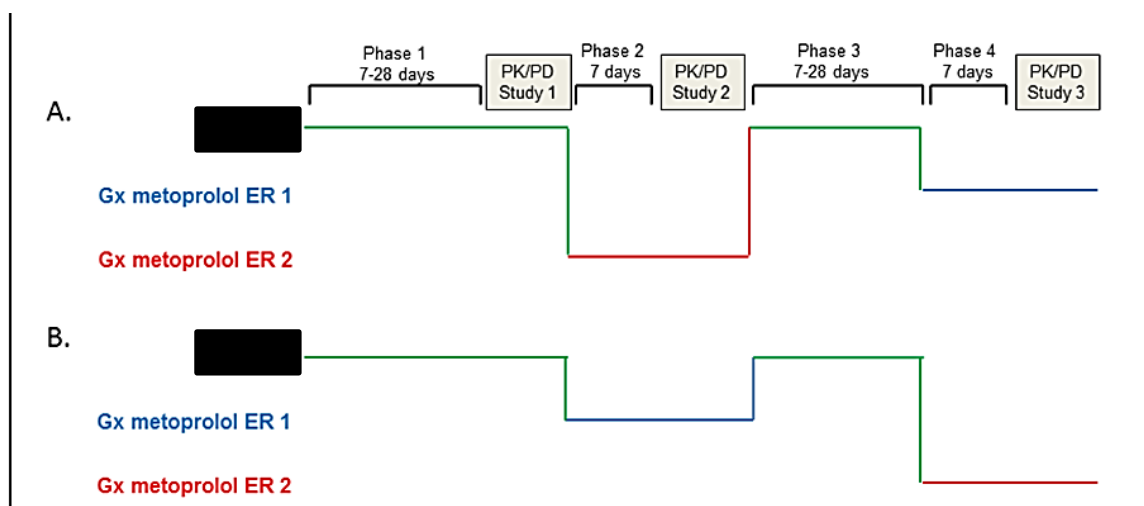 Phase 1
7-28 days
PK/PD
Study 1
Phase 2
7 days
PK/PD
Study 2
Phase 3
7-28 days
Phase 4
7 days
PK/PD
Study 3
A.
Gx metoprolol ER 1
Gx metoprolol ER 2
B.
Gx metoprolol ER 1
Gx metoprolol ER 2